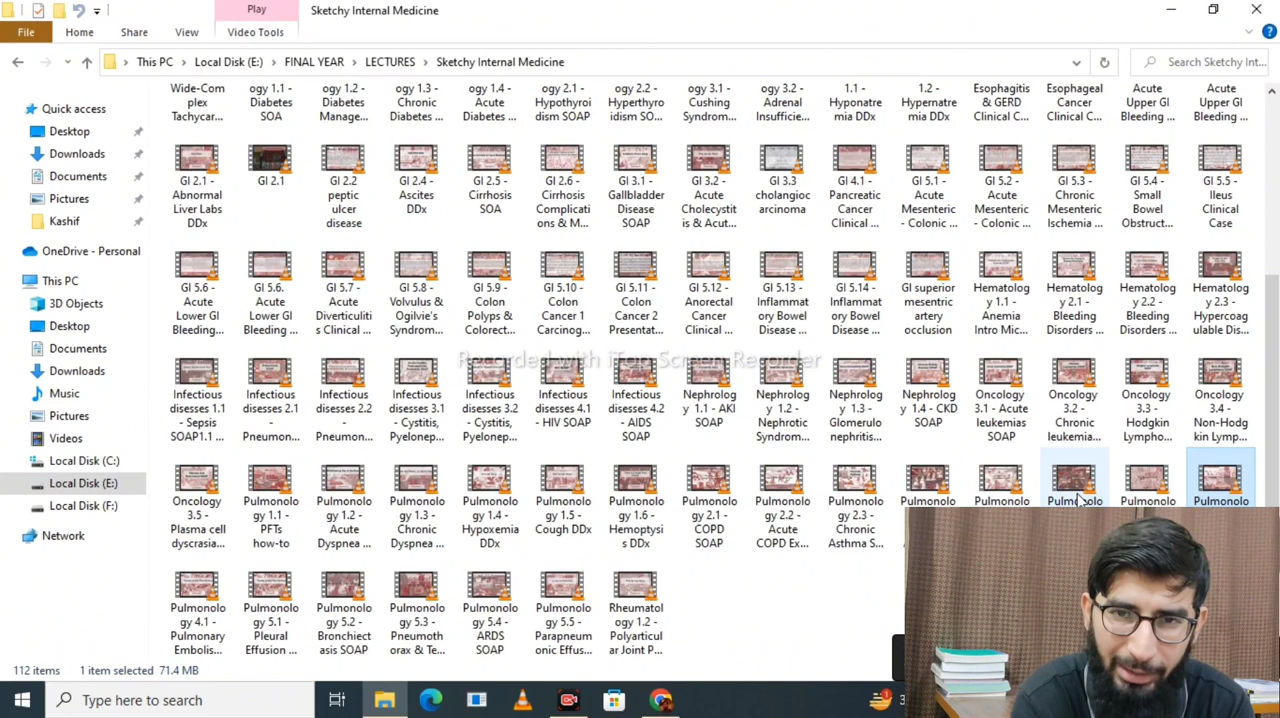 Play
Sketchy Internal Medicine
File
Home
Share
View
Video Tools
This PC
Local Disk (E:)
FINAL YEAR
LECTURES
Sketchy Internal Medicine
Search Sketchy Int...
Quick access
Desktop
Downloads
Documents
Pictures
Kashif
OneDrive - Personal
This PC
3D Objects
Desktop
Documents
Downloads
Music
Pictures
Videos
Local Disk (C:)
Local Disk (E:)
Local Disk (F:)
Network
Wide-Complex Tachycar...
ogy 1.1 - Diabetes SOA
ogy 1.2 - Diabetes Manage...
ogy 1.3 - Chronic Diabetes ...
ogy 1.4 - Acute Diabetes ...
ogy 2.1 - Hypothyroidism SOAP
ogy 2.2 - Hyperthyroidism SO...
ogy 3.1 - Cushing Syndrom...
ogy 3.2 - Adrenal Insufficie...
1.1 - Hyponatremia DDx
1.2 - Hypernatremia DDx
Esophagitis & GERD Clinical C...
Esophageal Cancer Clinical C...
Acute Upper GI Bleeding ...
Acute Upper GI Bleeding ...
GI 2.1 - Abnormal Liver Labs DDx
GI 2.1
GI 2.2 peptic ulcer disease
GI 2.4 - Ascites DDx
GI 2.5 - Cirrhosis SOA
GI 2.6 - Cirrhosis Complications & M...
GI 3.1 - Gallbladder Disease SOAP
GI 3.2 - Acute Cholecystitis & Acut...
GI 3.3 cholangiocarcinoma
GI 4.1 - Pancreatic Cancer Clinical ...
GI 5.1 - Acute Mesenteric - Colonic ...
GI 5.2 - Acute Mesenteric - Colonic ...
GI 5.3 - Chronic Mesenteric Ischemia ...
GI 5.4 - Small Bowel Obstruct...
GI 5.5 - Ileus Clinical Case
GI 5.6 - Acute Lower GI Bleeding...
GI 5.6. Acute Lower GI Bleeding ...
GI 5.7 - Acute Diverticulitis Clinical ...
GI 5.8 - Volvulus & Ogilvie's Syndrom...
GI 5.9 - Colon Polyps & Colorect...
GI 5.10 - Colon Cancer 1 Carcinog...
GI 5.11 - Colon Cancer 2 Presentat...
GI 5.12 - Anorectal Cancer Clinical ...
GI 5.13 - Inflammatory Bowel Disease ...
GI 5.14 - Inflammatory Bowel Disease ...
GI superior mesentric artery occlusion
Hematology 1.1 - Anemia Intro Mic...
Hematology 2.1 - Bleeding Disorders ...
Hematology 2.2 - Bleeding Disorders ...
Hematology 2.3 - Hypercoagulable Dis...
Recorded with iTop Screen Recorder
Infectious diseases 1.1 - Sepsis SOAP1.1 ...
Infectious diseases 2.1 - Pneumon...
Infectious diseases 2.2 - Pneumon...
Infectious diseases 3.1 - Cystitis, Pyelonep...
Infectious diseases 3.2 - Cystitis, Pyelonep...
Infectious diseases 4.1 - HIV SOAP
Infectious diseases 4.2 - AIDS SOAP
Nephrology 1.1 - AKI SOAP
Nephrology 1.2 - Nephrotic Syndrom...
Nephrology 1.3 - Glomerulonephritis...
Nephrology 1.4 - CKD SOAP
Oncology 3.1 - Acute leukemias SOAP
Oncology 3.2 - Chronic leukemia...
Oncology 3.3 - Hodgkin Lympho...
Oncology 3.4 - Non-Hodgkin Lymp...
Oncology 3.5 - Plasma cell dyscrasia...
Pulmonology 1.1 - PFTs how-to
Pulmonology 1.2 - Acute Dyspnea ...
Pulmonology 1.3 - Chronic Dyspnea ...
Pulmonology 1.4 - Hypoxemia DDx
Pulmonology 1.5 - Cough DDx
Pulmonology 1.6 - Hemoptysis DDx
Pulmonology 2.1 - COPD SOAP
Pulmonology 2.2 - Acute COPD Ex...
Pulmonology 2.3 - Chronic Asthma S...
Pulmonolo
Pulmonolo
Pulmonolo
Pulmonolo
Pulmonolo
Pulmonology 4.1 - Pulmonary Embolis...
Pulmonology 5.1 - Pleural Effusion ...
Pulmonology 5.2 - Bronchiectasis SOAP
Pulmonology 5.3 - Pneumothorax & Te...
Pulmonology 5.4 - ARDS SOAP
Pulmonology 5.5 - Parapneumonic Effus...
Rheumatology 1.2 - Polyarticular Joint P...
112 items
1 item selected 71.4 MB
Type here to search